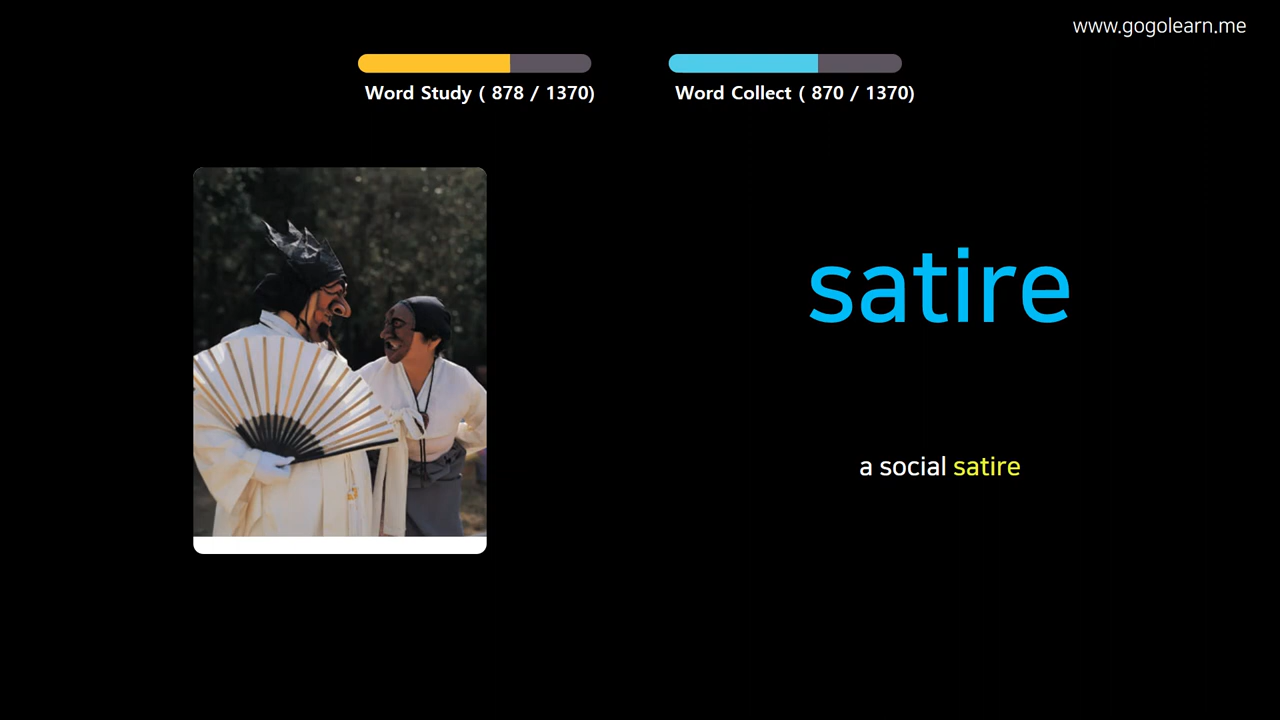 www.gogolearn.me
Word Study ( 878 / 1370)
Word Collect ( 870 / 1370)
satire
a social satire